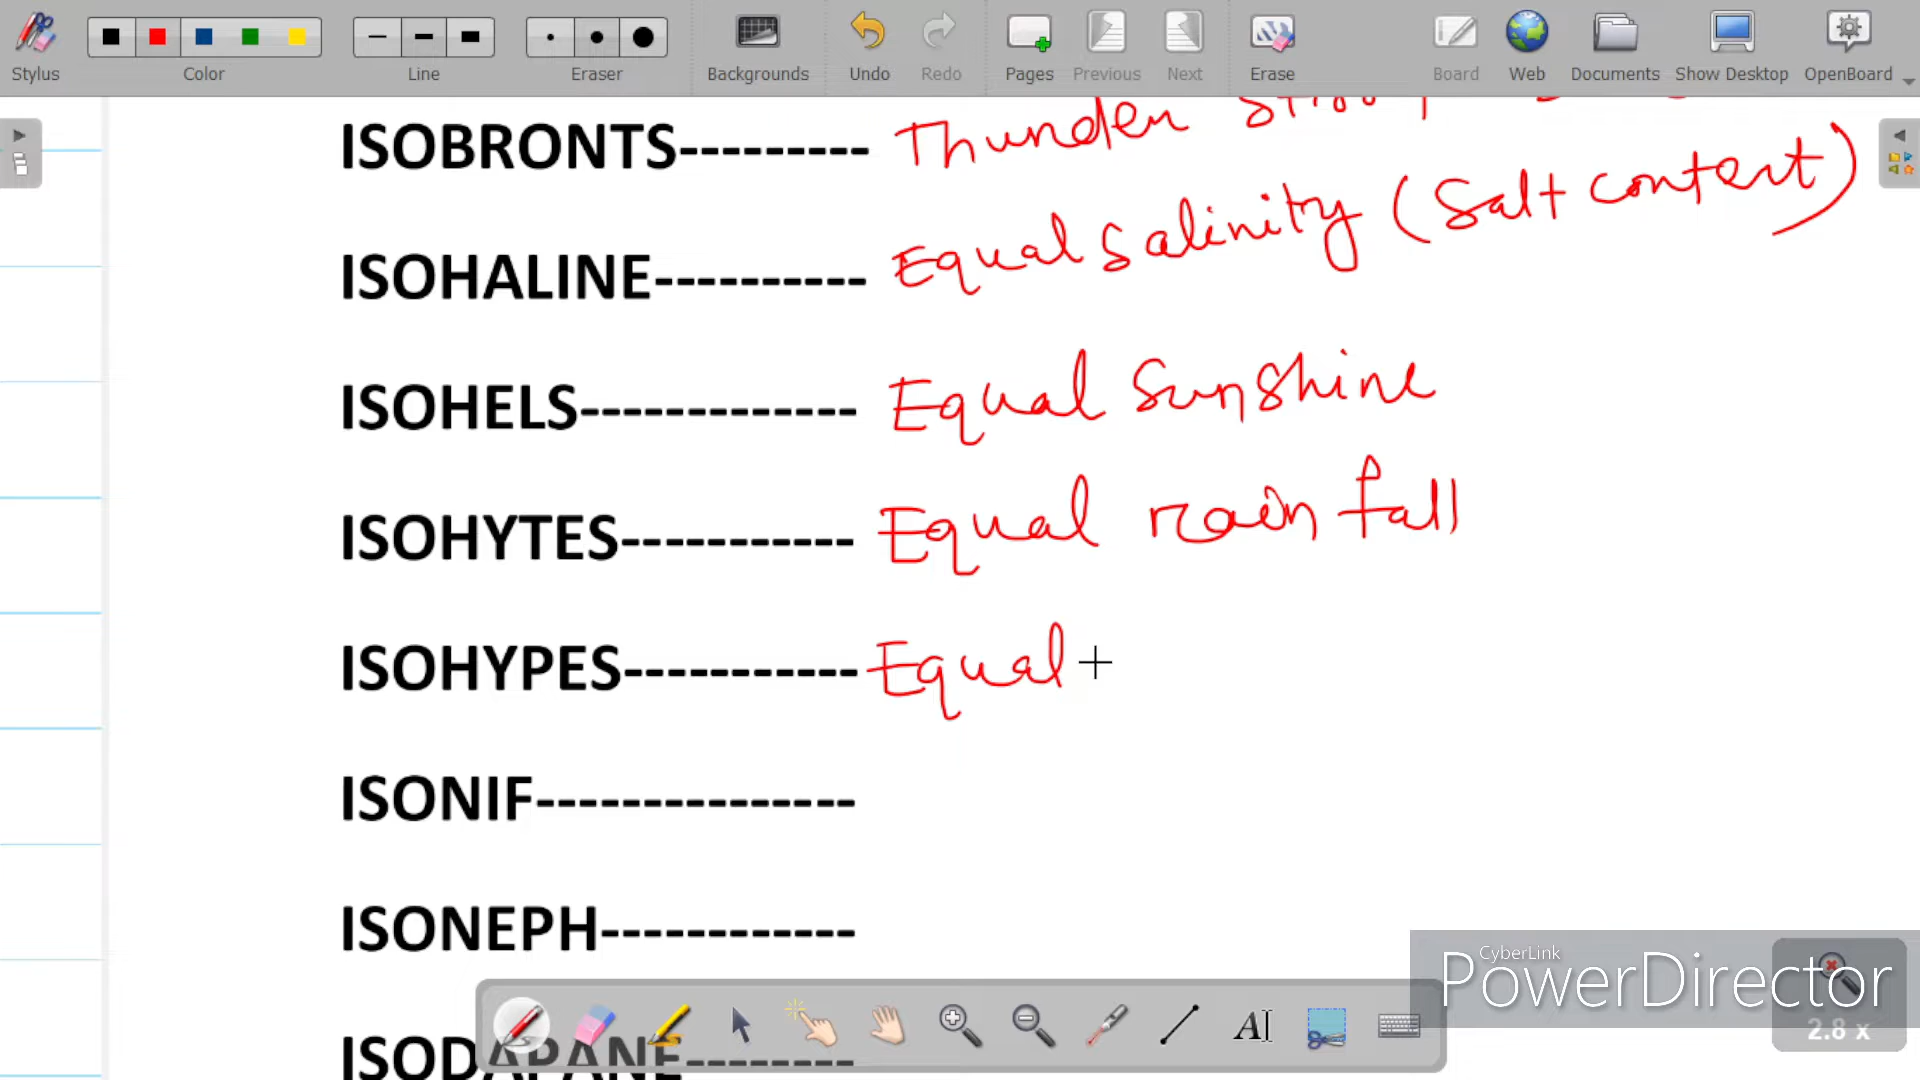 Stylus Color Line Eraser Backgrounds Undo Redo Pages Previous Next Erase Board Web Documents Show Desktop OpenBoard
ISOBRONTS--------- Thunder
ISOHALINE---------- Equal Salinity (Salt content)
ISOHELS------------- Equal Sunshine
ISOHYTES----------- Equal rain fall
ISOHYPES----------- Equal
ISONIF---------------
ISONEPH------------
ISODAPANE--------
CyberLink
PowerDirector
2.8 x